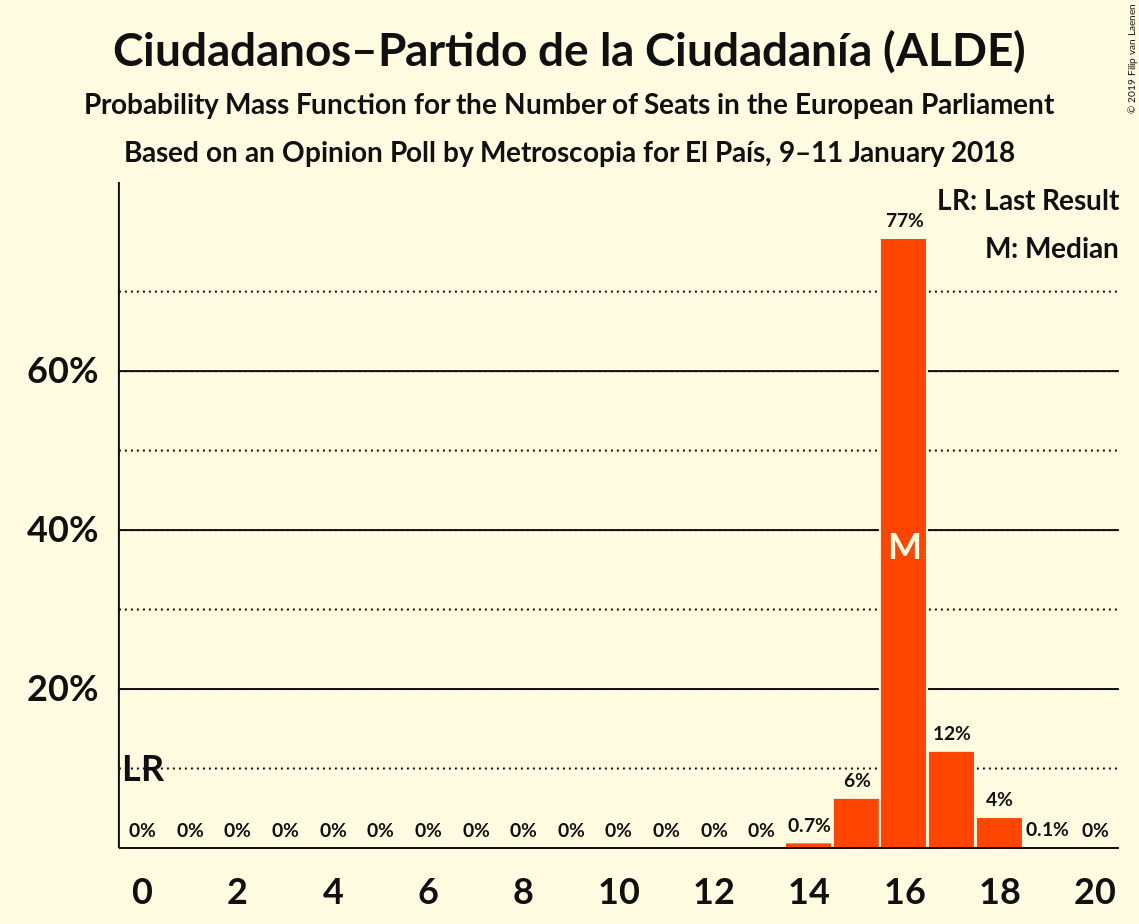 Ciudadanos–Partido de la Ciudadanía (ALDE)
Probability Mass Function for the Number of Seats in the European Parliament
Based on an Opinion Poll by Metroscopia for El País, 9–11 January 2018
© 2019 Filip van Laenen
LR: Last Result
M: Median
77%
60%
40%
M
20%
12%
LR
6%
4%
0% 0% 0% 0% 0% 0% 0% 0% 0% 0% 0% 0% 0% 0% 0.7% 0.1% 0%
0 2 4 6 8 10 12 14 16 18 20